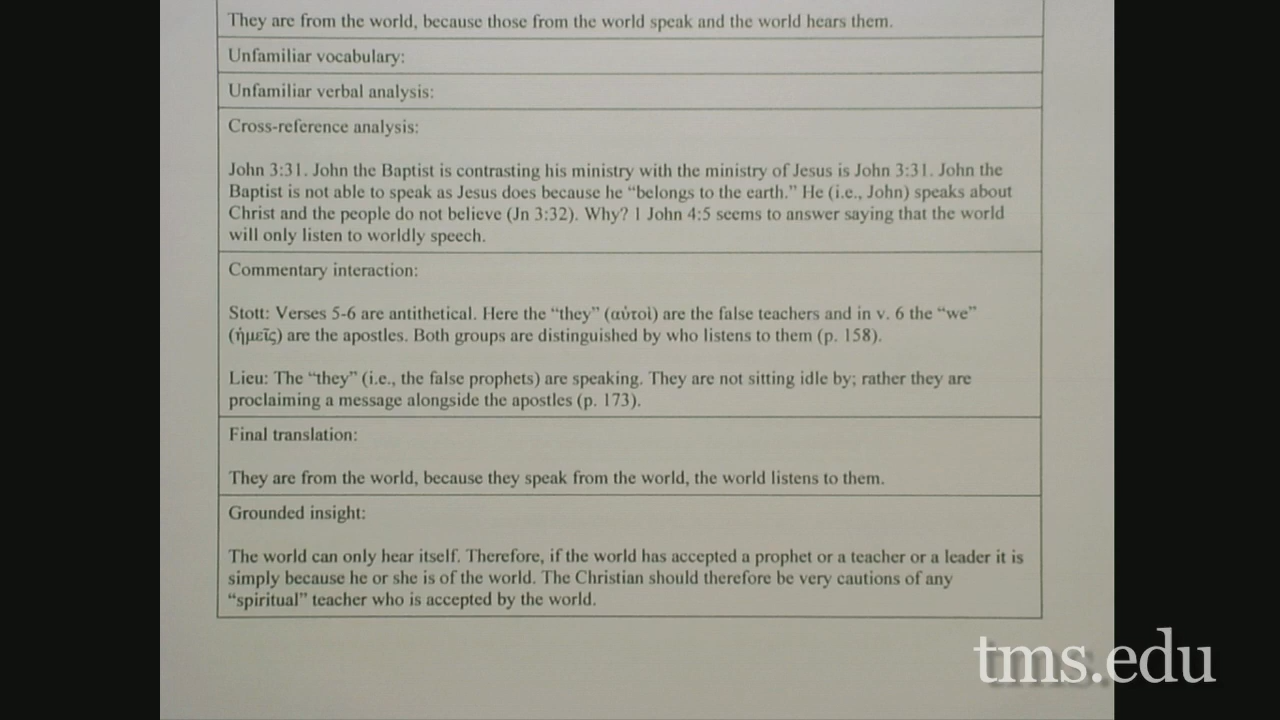 They are from the world, because those from the world speak and the world hears them.
Unfamiliar vocabulary:
Unfamiliar verbal analysis:
Cross-reference analysis:
John 3:31. John the Baptist is contrasting his ministry with the ministry of Jesus is John 3:31. John the
Baptist is not able to speak as Jesus does because he “belongs to the earth.” He (i.e., John) speaks about
Christ and the people do not believe (Jn 3:32). Why? 1 John 4:5 seems to answer saying that the world
will only listen to worldly speech.
Commentary interaction:
Stott: Verses 5-6 are antithetical. Here the “they” (αὐτοὶ) are the false teachers and in v. 6 the “we”
(ἡμεῖς) are the apostles. Both groups are distinguished by who listens to them (p. 158).
Lieu: The “they” (i.e., the false prophets) are speaking. They are not sitting idle by; rather they are
proclaiming a message alongside the apostles (p. 173).
Final translation:
They are from the world, because they speak from the world, the world listens to them.
Grounded insight:
The world can only hear itself. Therefore, if the world has accepted a prophet or a teacher or a leader it is
simply because he or she is of the world. The Christian should therefore be very cautions of any
“spiritual” teacher who is accepted by the world.
tms.edu